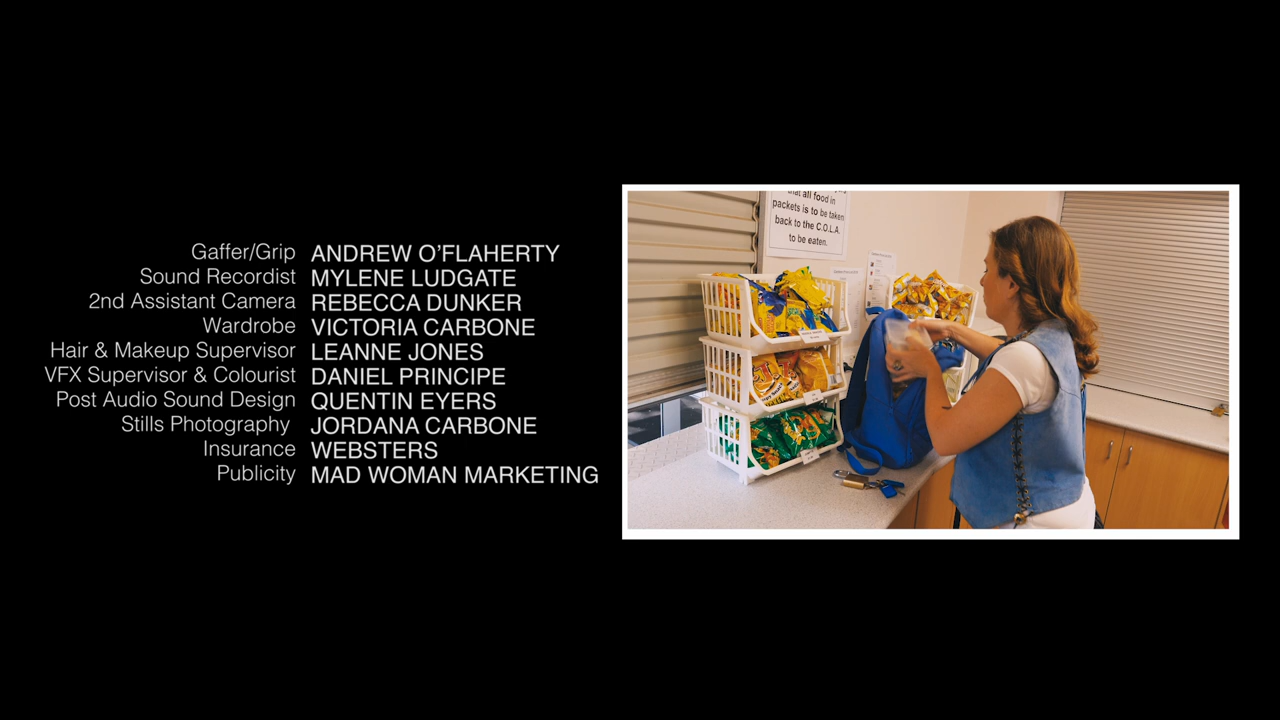 Gaffer/Grip ANDREW O’FLAHERTY
Sound Recordist MYLENE LUDGATE
2nd Assistant Camera REBECCA DUNKER
Wardrobe VICTORIA CARBONE
Hair & Makeup Supervisor LEANNE JONES
VFX Supervisor & Colourist DANIEL PRINCIPE
Post Audio Sound Design QUENTIN EYERS
Stills Photography JORDANA CARBONE
Insurance WEBSTERS
Publicity MAD WOMAN MARKETING
that all food in
packets is to be taken
back to the C.O.L.A.
to be eaten.